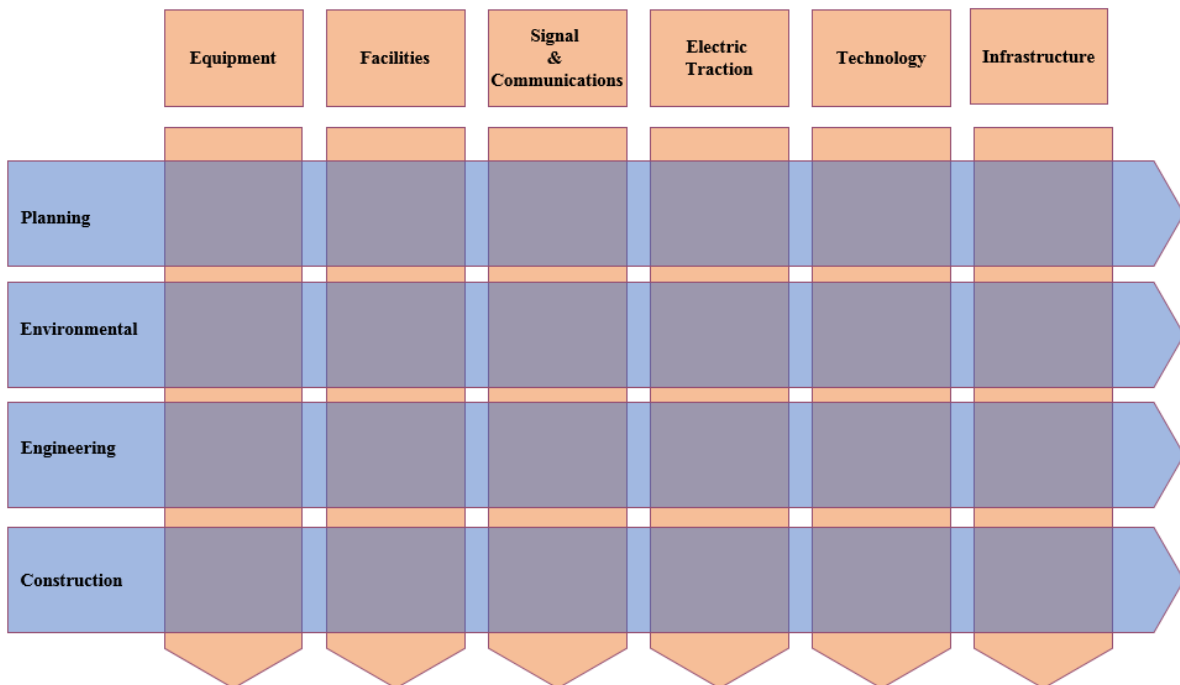 Equipment
Facilities
Signal
&
Communications
Electric
Traction
Technology
Infrastructure
Planning
Environmental
Engineering
Construction